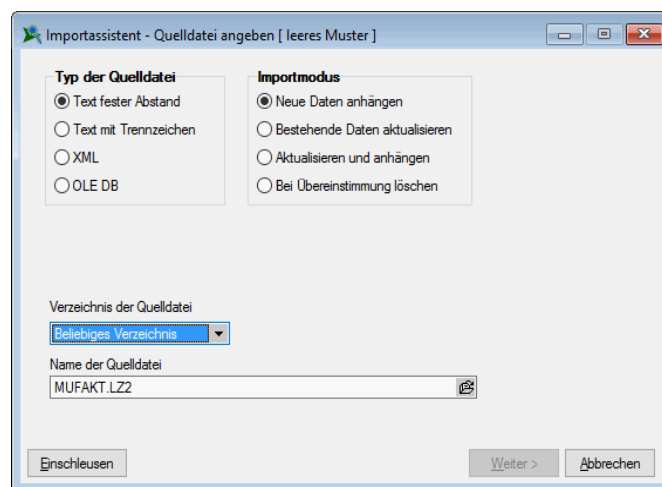 Importassistent - Quelldatei angeben [ leeres Muster ]
Typ der Quelldatei
Text fester Abstand
Text mit Trennzeichen
XML
OLE DB
Importmodus
Neue Daten anhängen
Bestehende Daten aktualisieren
Aktualisieren und anhängen
Bei Übereinstimmung löschen
Verzeichnis der Quelldatei
Beliebiges Verzeichnis
Name der Quelldatei
MUFAKT.LZ2
Einschleusen
Weiter >
Abbrechen